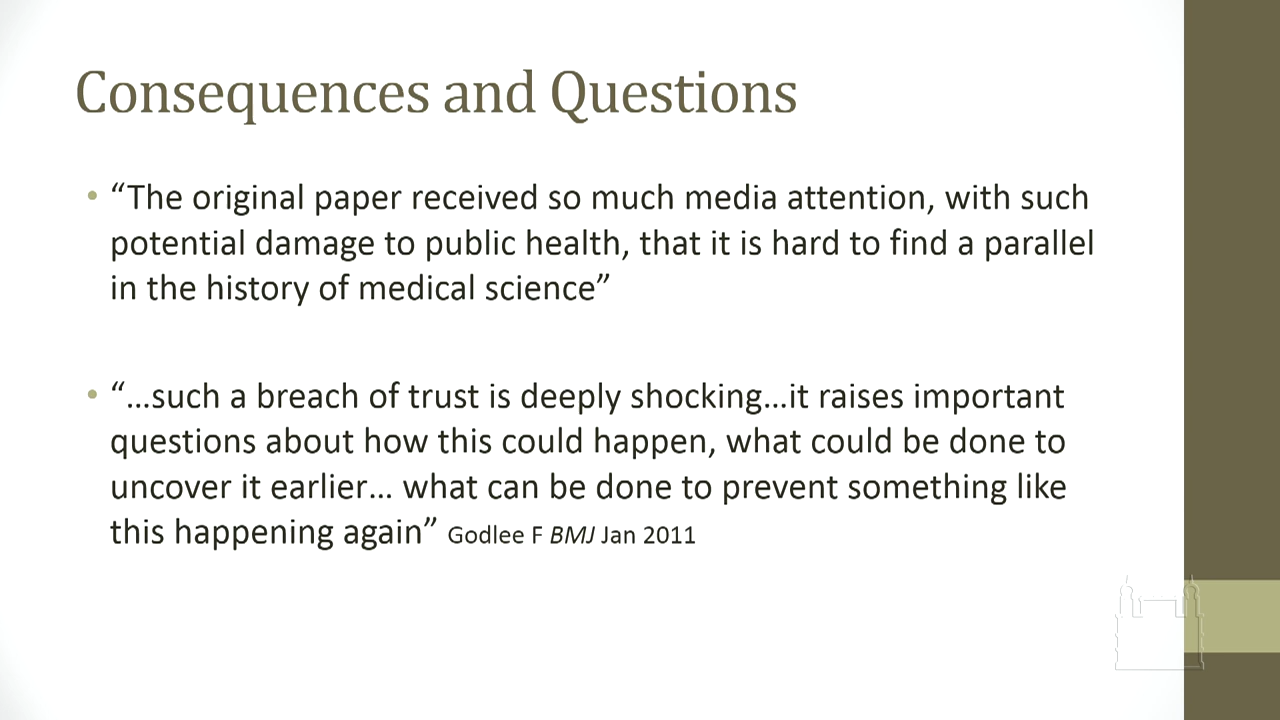 Consequences and Questions
• “The original paper received so much media attention, with such
potential damage to public health, that it is hard to find a parallel
in the history of medical science”
• “…such a breach of trust is deeply shocking…it raises important
questions about how this could happen, what could be done to
uncover it earlier… what can be done to prevent something like
this happening again” Godlee F BMJ Jan 2011